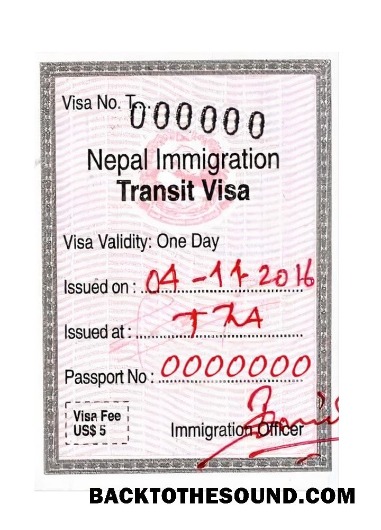 Visa No. T...000000
Nepal Immigration
Transit Visa
Visa Validity: One Day
Issued on : 04-11 2016
Issued at : TIA
Passport No : 0000000
Visa Fee
US$ 5
Immigration Officer
BACKTOTHESOUND.COM